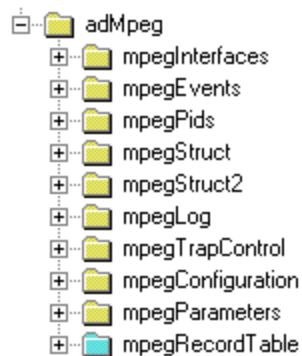 adMpeg
mpegInterfaces
mpegEvents
mpegPids
mpegStruct
mpegStruct2
mpegLog
mpegTrapControl
mpegConfiguration
mpegParameters
mpegRecordTable